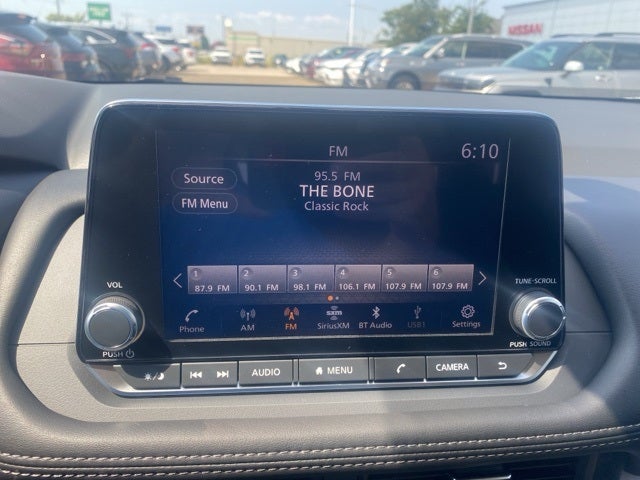 NISSAN
FM
6:10
Source
95.5 FM
THE BONE
FM Menu
Classic Rock
1 2 3 4 5 6
87.9 FM 90.1 FM 98.1 FM 106.1 FM 107.9 FM 107.9 FM
VOL
TUNE-SCROLL
sxm
Phone AM FM SiriusXM BT Audio USB1 Settings
PUSH
PUSH SOUND
AUDIO MENU CAMERA